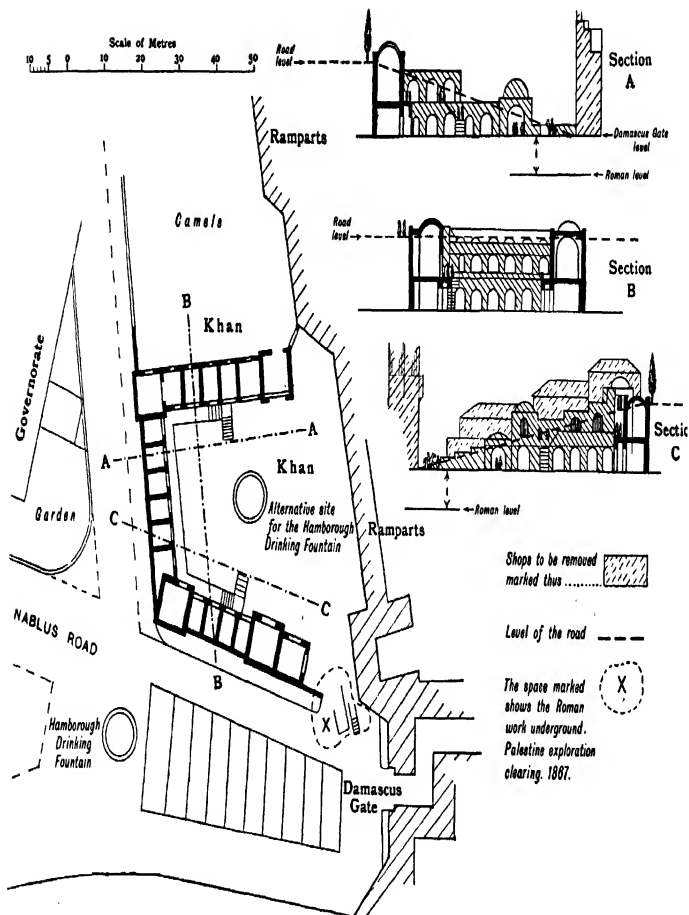 Scale of Metres
10 5 0 10 20 30 40 50
Road
level
Section
A
Damascus Gate
level
Roman level
Road
level
Section
B
Section
C
Roman level
Ramparts
Camels
B
Khan
Governorate
A
A
Khan
C
Alternative site
for the Hamborough
Drinking Fountain
Ramparts
Garden
C
NABLUS ROAD
B
Hamborough
Drinking
Fountain
X
Damascus
Gate
Shops to be removed
marked thus ..........
Level of the road
X
The space marked
shows the Roman
work underground.
Palestine exploration
clearing. 1887.